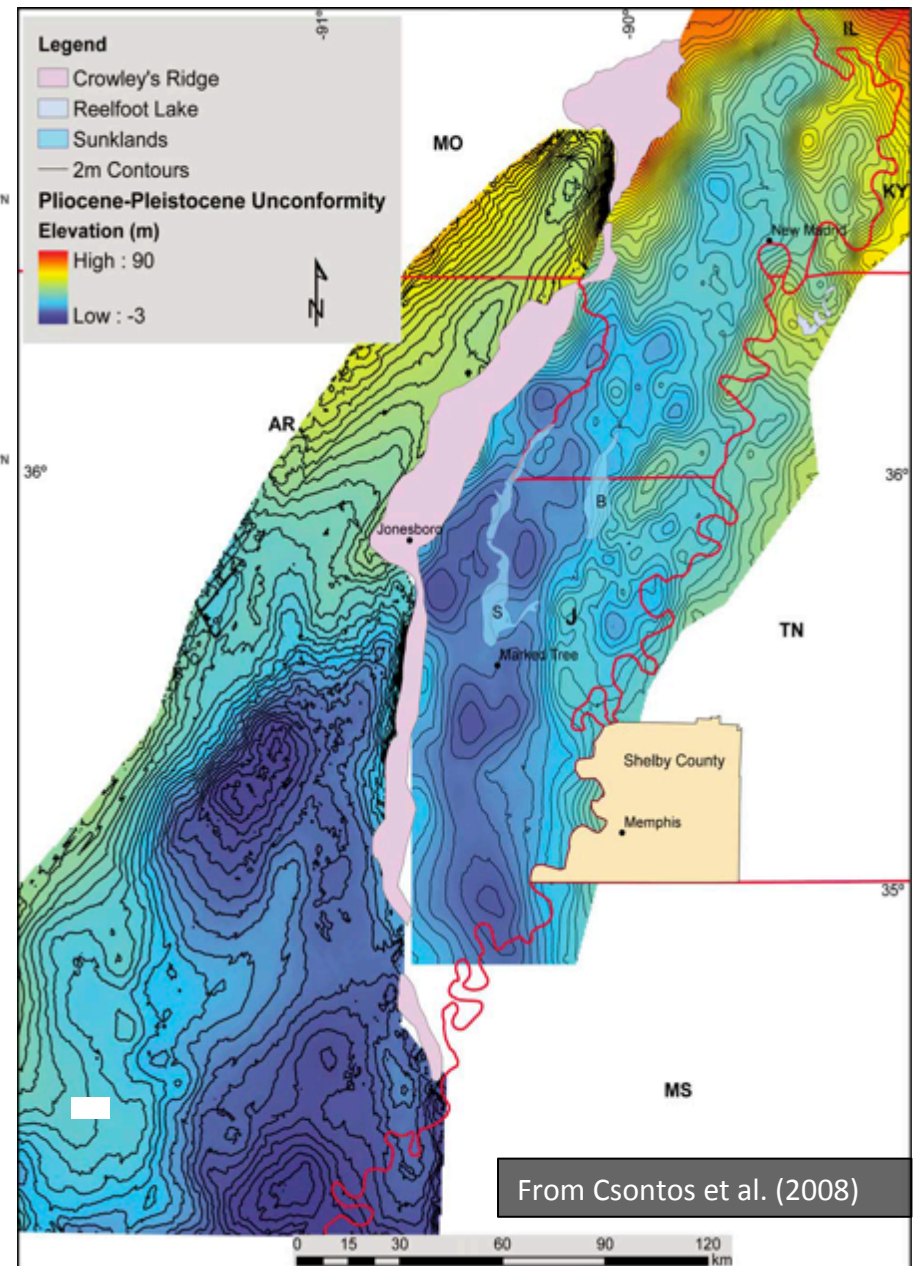 -91°
-90°
IL
Legend
Crowley's Ridge
Reelfoot Lake
Sunklands
2m Contours
Pliocene-Pleistocene Unconformity
Elevation (m)
High : 90
Low : -3
N
MO
KY
New Madrid
AR
36°
36°
B
Jonesboro
S
J
Marked Tree
TN
Shelby County
Memphis
35°
MS
From Csontos et al. (2008)
0 15 30 60 90 120
km